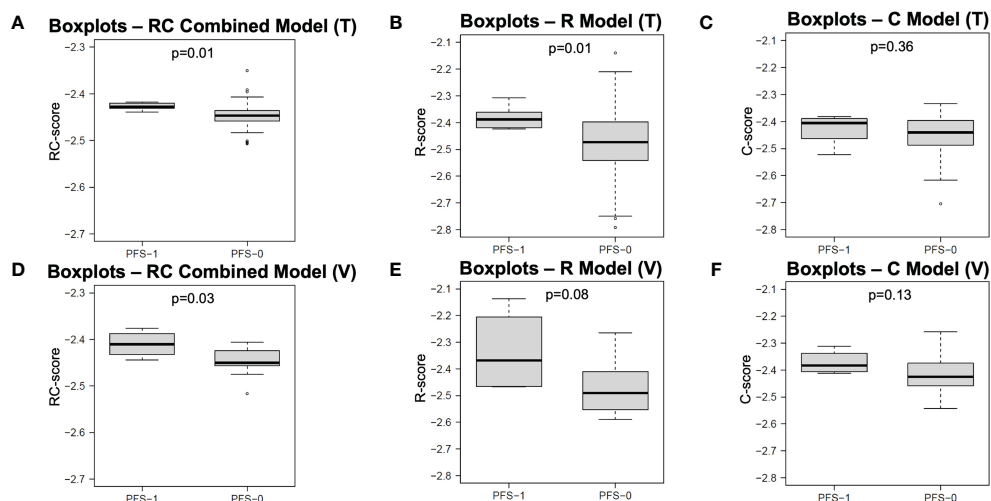 A
Boxplots – RC Combined Model (T)
p=0.01
RC-score
−2.3
−2.4
−2.5
−2.6
−2.7
PFS−1
PFS−0
B
Boxplots – R Model (T)
p=0.01
R-score
−2.1
−2.2
−2.3
−2.4
−2.5
−2.6
−2.7
−2.8
PFS−1
PFS−0
C
Boxplots – C Model (T)
p=0.36
C-score
−2.1
−2.2
−2.3
−2.4
−2.5
−2.6
−2.7
−2.8
PFS−1
PFS−0
D
Boxplots – RC Combined Model (V)
p=0.03
RC-score
−2.3
−2.4
−2.5
−2.6
−2.7
PFS−1
PFS−0
E
Boxplots – R Model (V)
p=0.08
R-score
−2.1
−2.2
−2.3
−2.4
−2.5
−2.6
−2.7
−2.8
PFS−1
PFS−0
F
Boxplots – C Model (V)
p=0.13
C-score
−2.1
−2.2
−2.3
−2.4
−2.5
−2.6
−2.7
−2.8
PFS−1
PFS−0